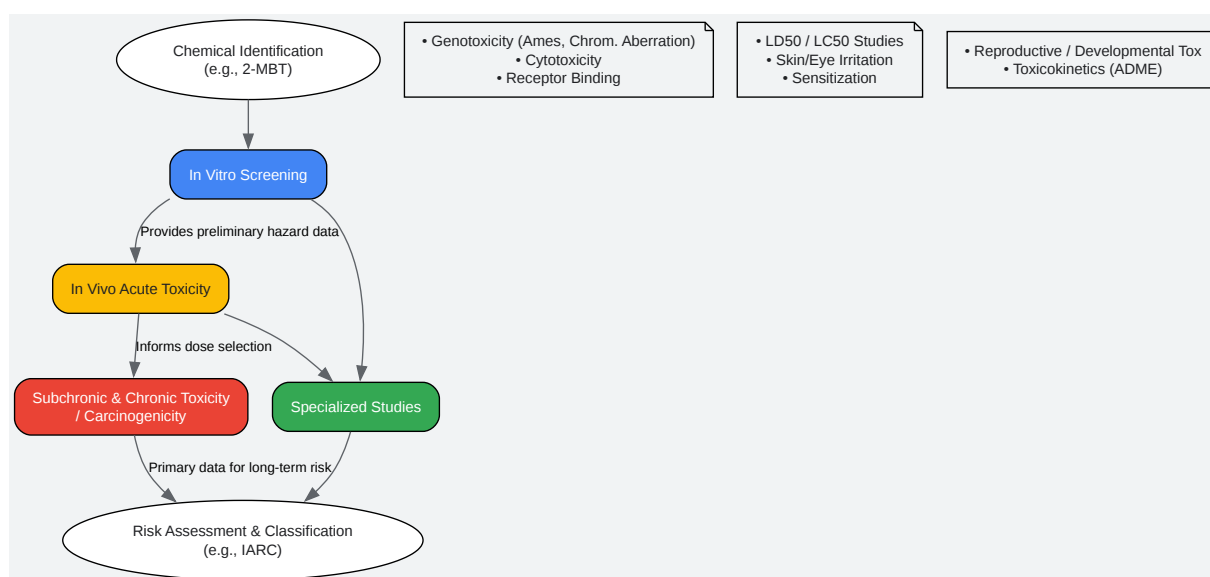 Chemical Identification
(e.g., 2-MBT)
• Genotoxicity (Ames, Chrom. Aberration)
• Cytotoxicity
• Receptor Binding
• LD50 / LC50 Studies
• Skin/Eye Irritation
• Sensitization
• Reproductive / Developmental Tox
• Toxicokinetics (ADME)
In Vitro Screening
Provides preliminary hazard data
In Vivo Acute Toxicity
Informs dose selection
Subchronic & Chronic Toxicity
/ Carcinogenicity
Specialized Studies
Primary data for long-term risk
Risk Assessment & Classification
(e.g., IARC)